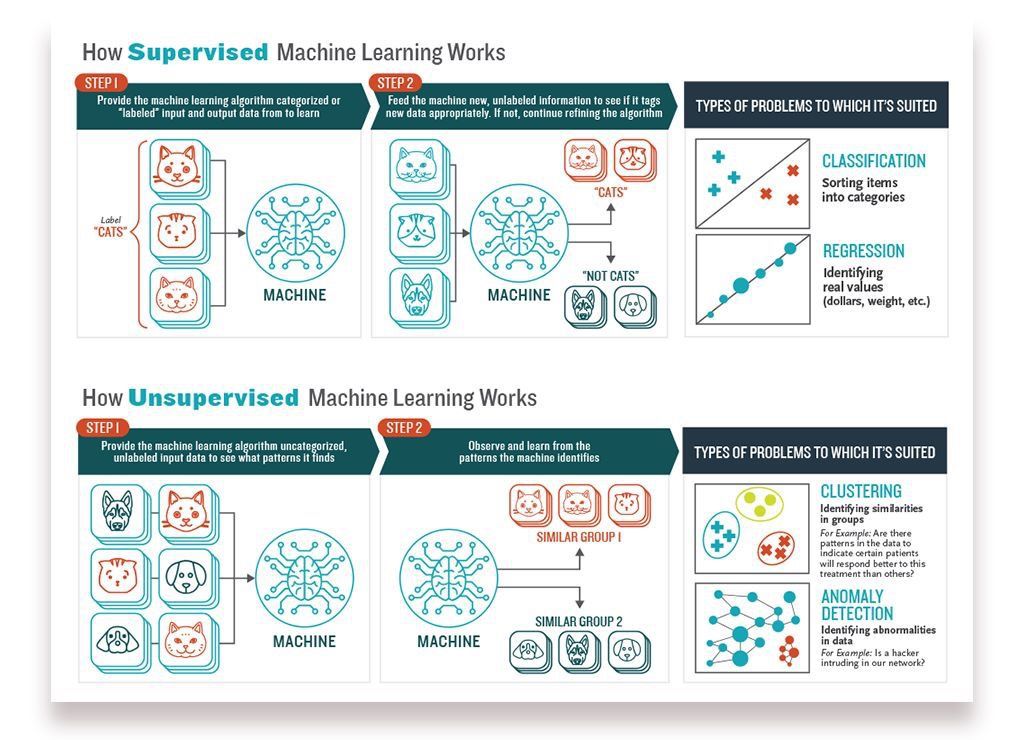 How Supervised Machine Learning Works
STEP 1
Provide the machine learning algorithm categorized or
"labeled" input and output data from to learn
STEP 2
Feed the machine new, unlabeled information to see if it tags
new data appropriately. If not, continue refining the algorithm
TYPES OF PROBLEMS TO WHICH IT'S SUITED
Label
"CATS"
MACHINE
MACHINE
"CATS"
"NOT CATS"
CLASSIFICATION
Sorting items
into categories
REGRESSION
Identifying
real values
(dollars, weight, etc.)
How Unsupervised Machine Learning Works
STEP 1
Provide the machine learning algorithm uncategorized,
unlabeled input data to see what patterns it finds
STEP 2
Observe and learn from the
patterns the machine identifies
TYPES OF PROBLEMS TO WHICH IT'S SUITED
MACHINE
MACHINE
SIMILAR GROUP 1
SIMILAR GROUP 2
CLUSTERING
Identifying similarities
in groups
For Example: Are there
patterns in the data to
indicate certain patients
will respond better to this
treatment than others?
ANOMALY
DETECTION
Identifying abnormalities
in data
For Example: Is a hacker
intruding in our network?